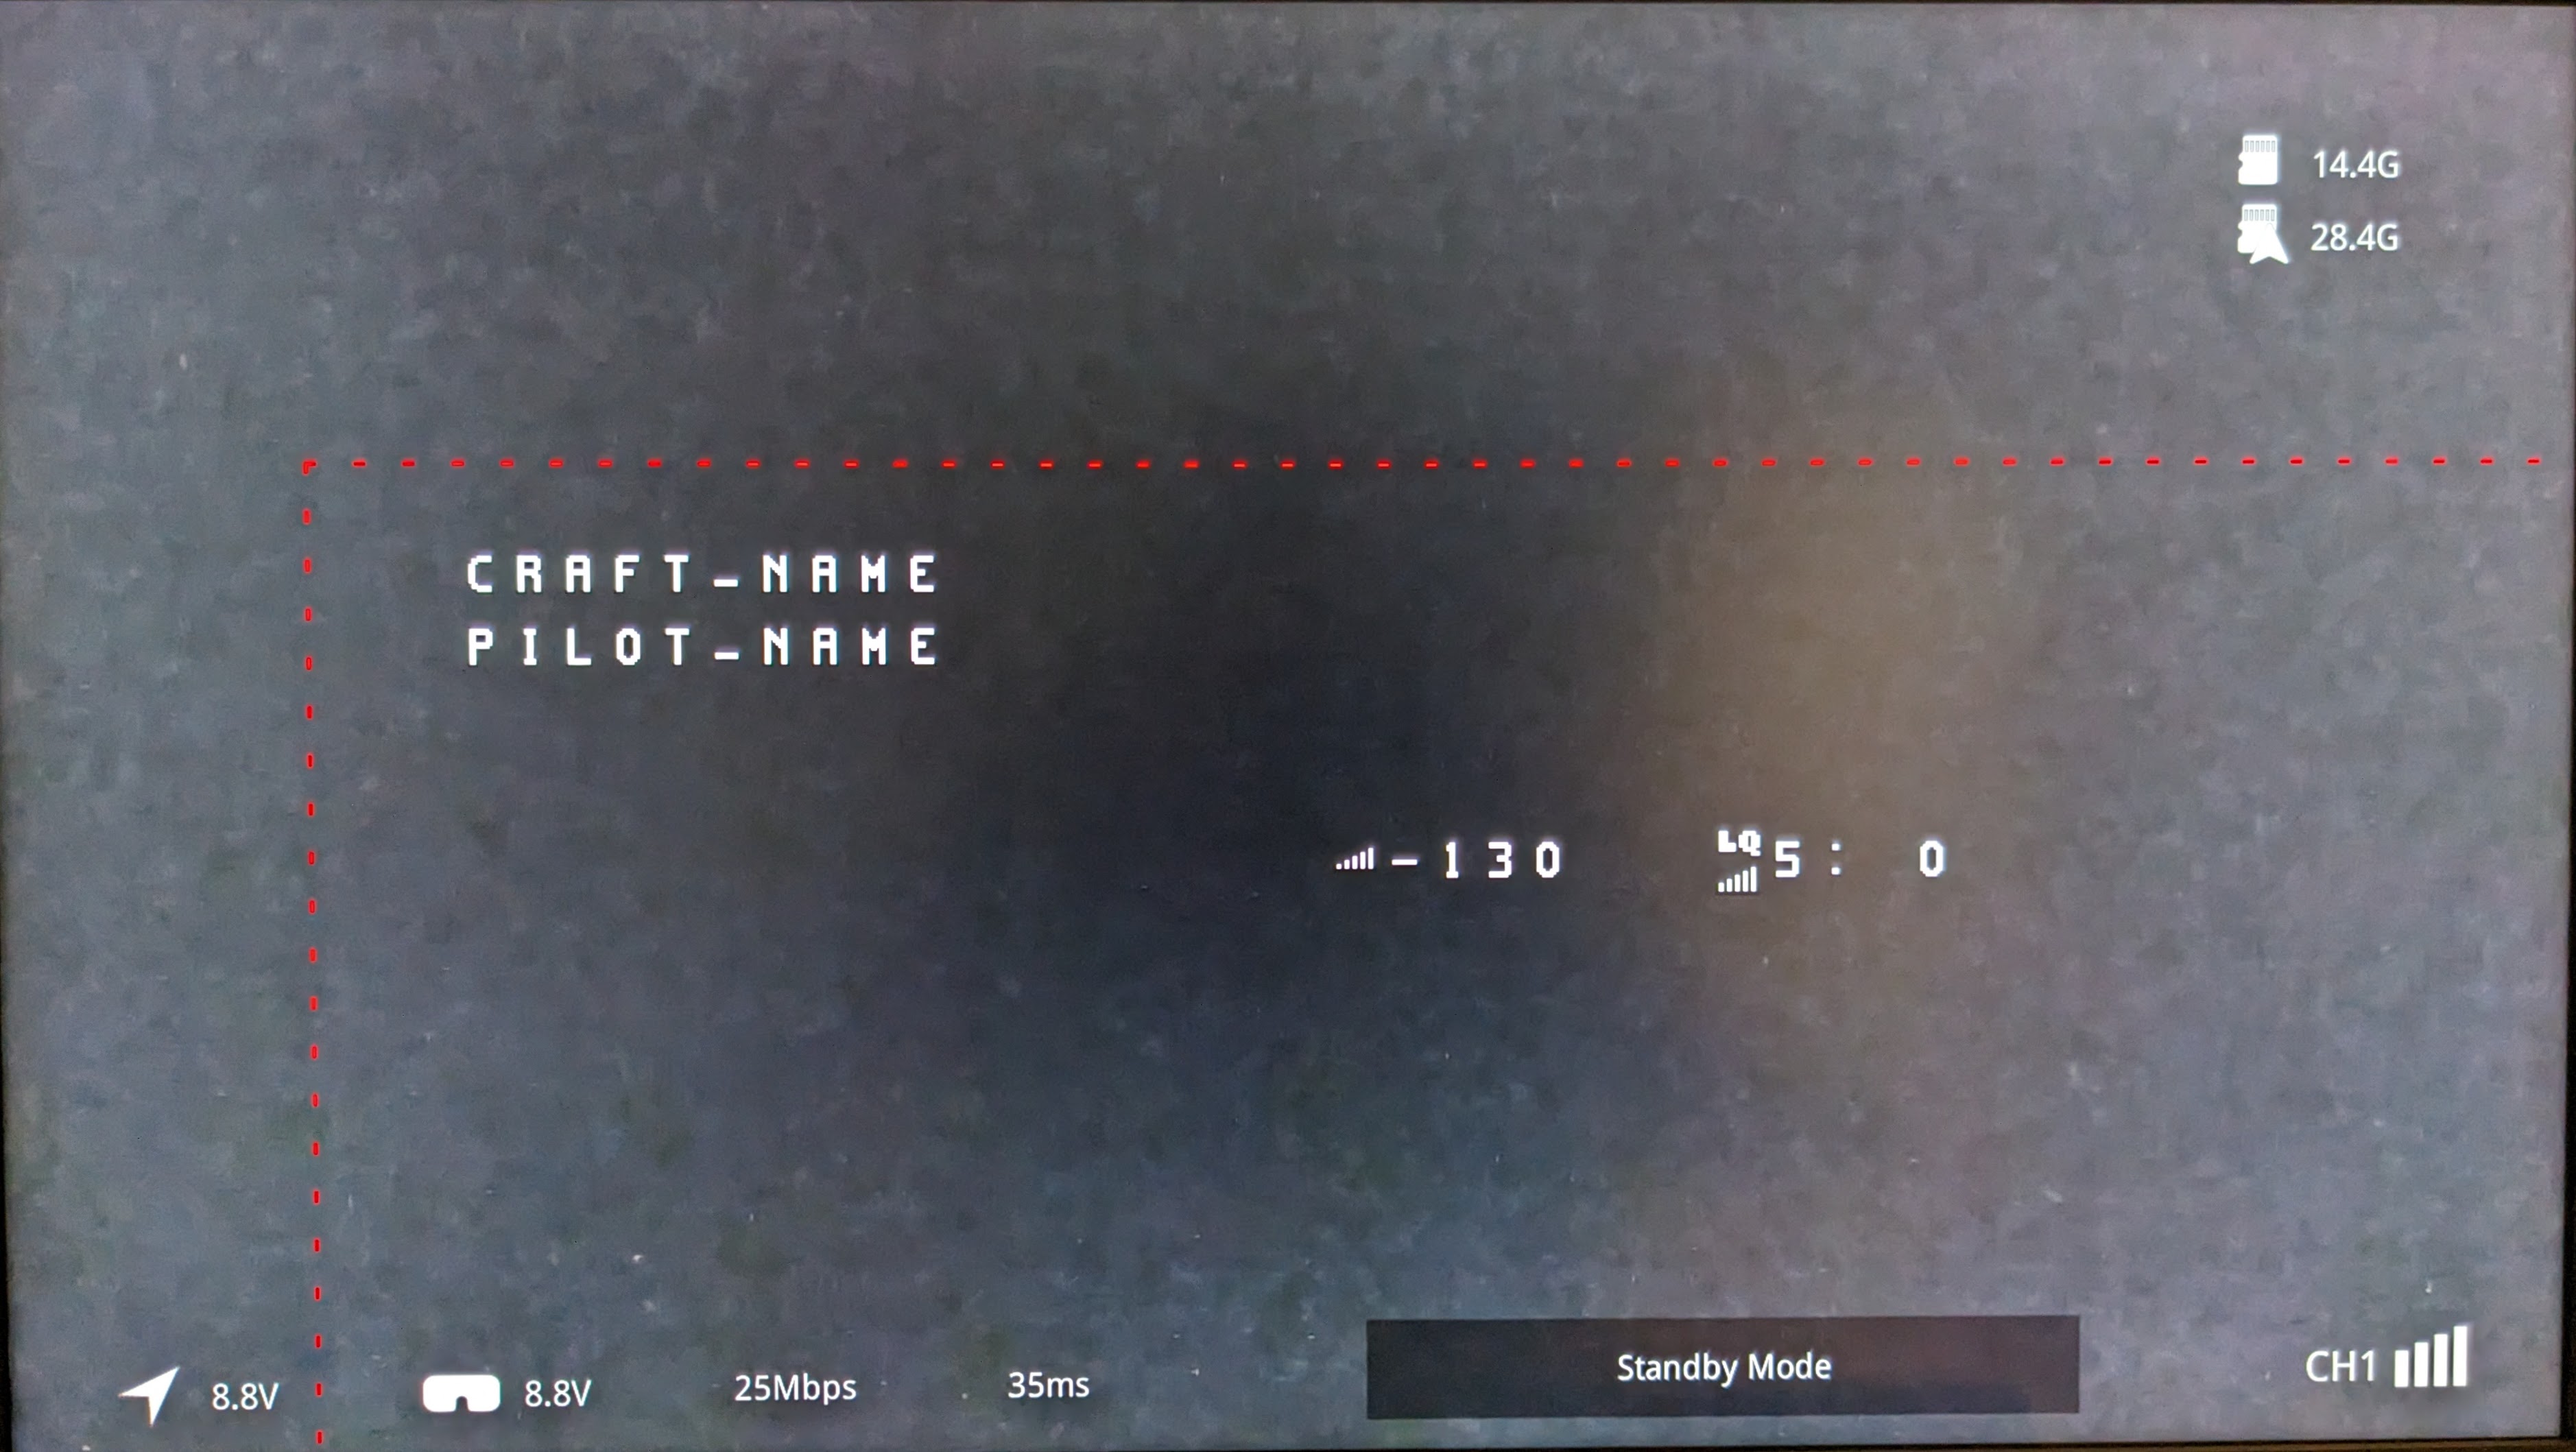 14.4G
28.4G
CRAFT_NAME
PILOT_NAME
-130 LQ 5: 0
8.8V 8.8V 25Mbps 35ms Standby Mode CH1